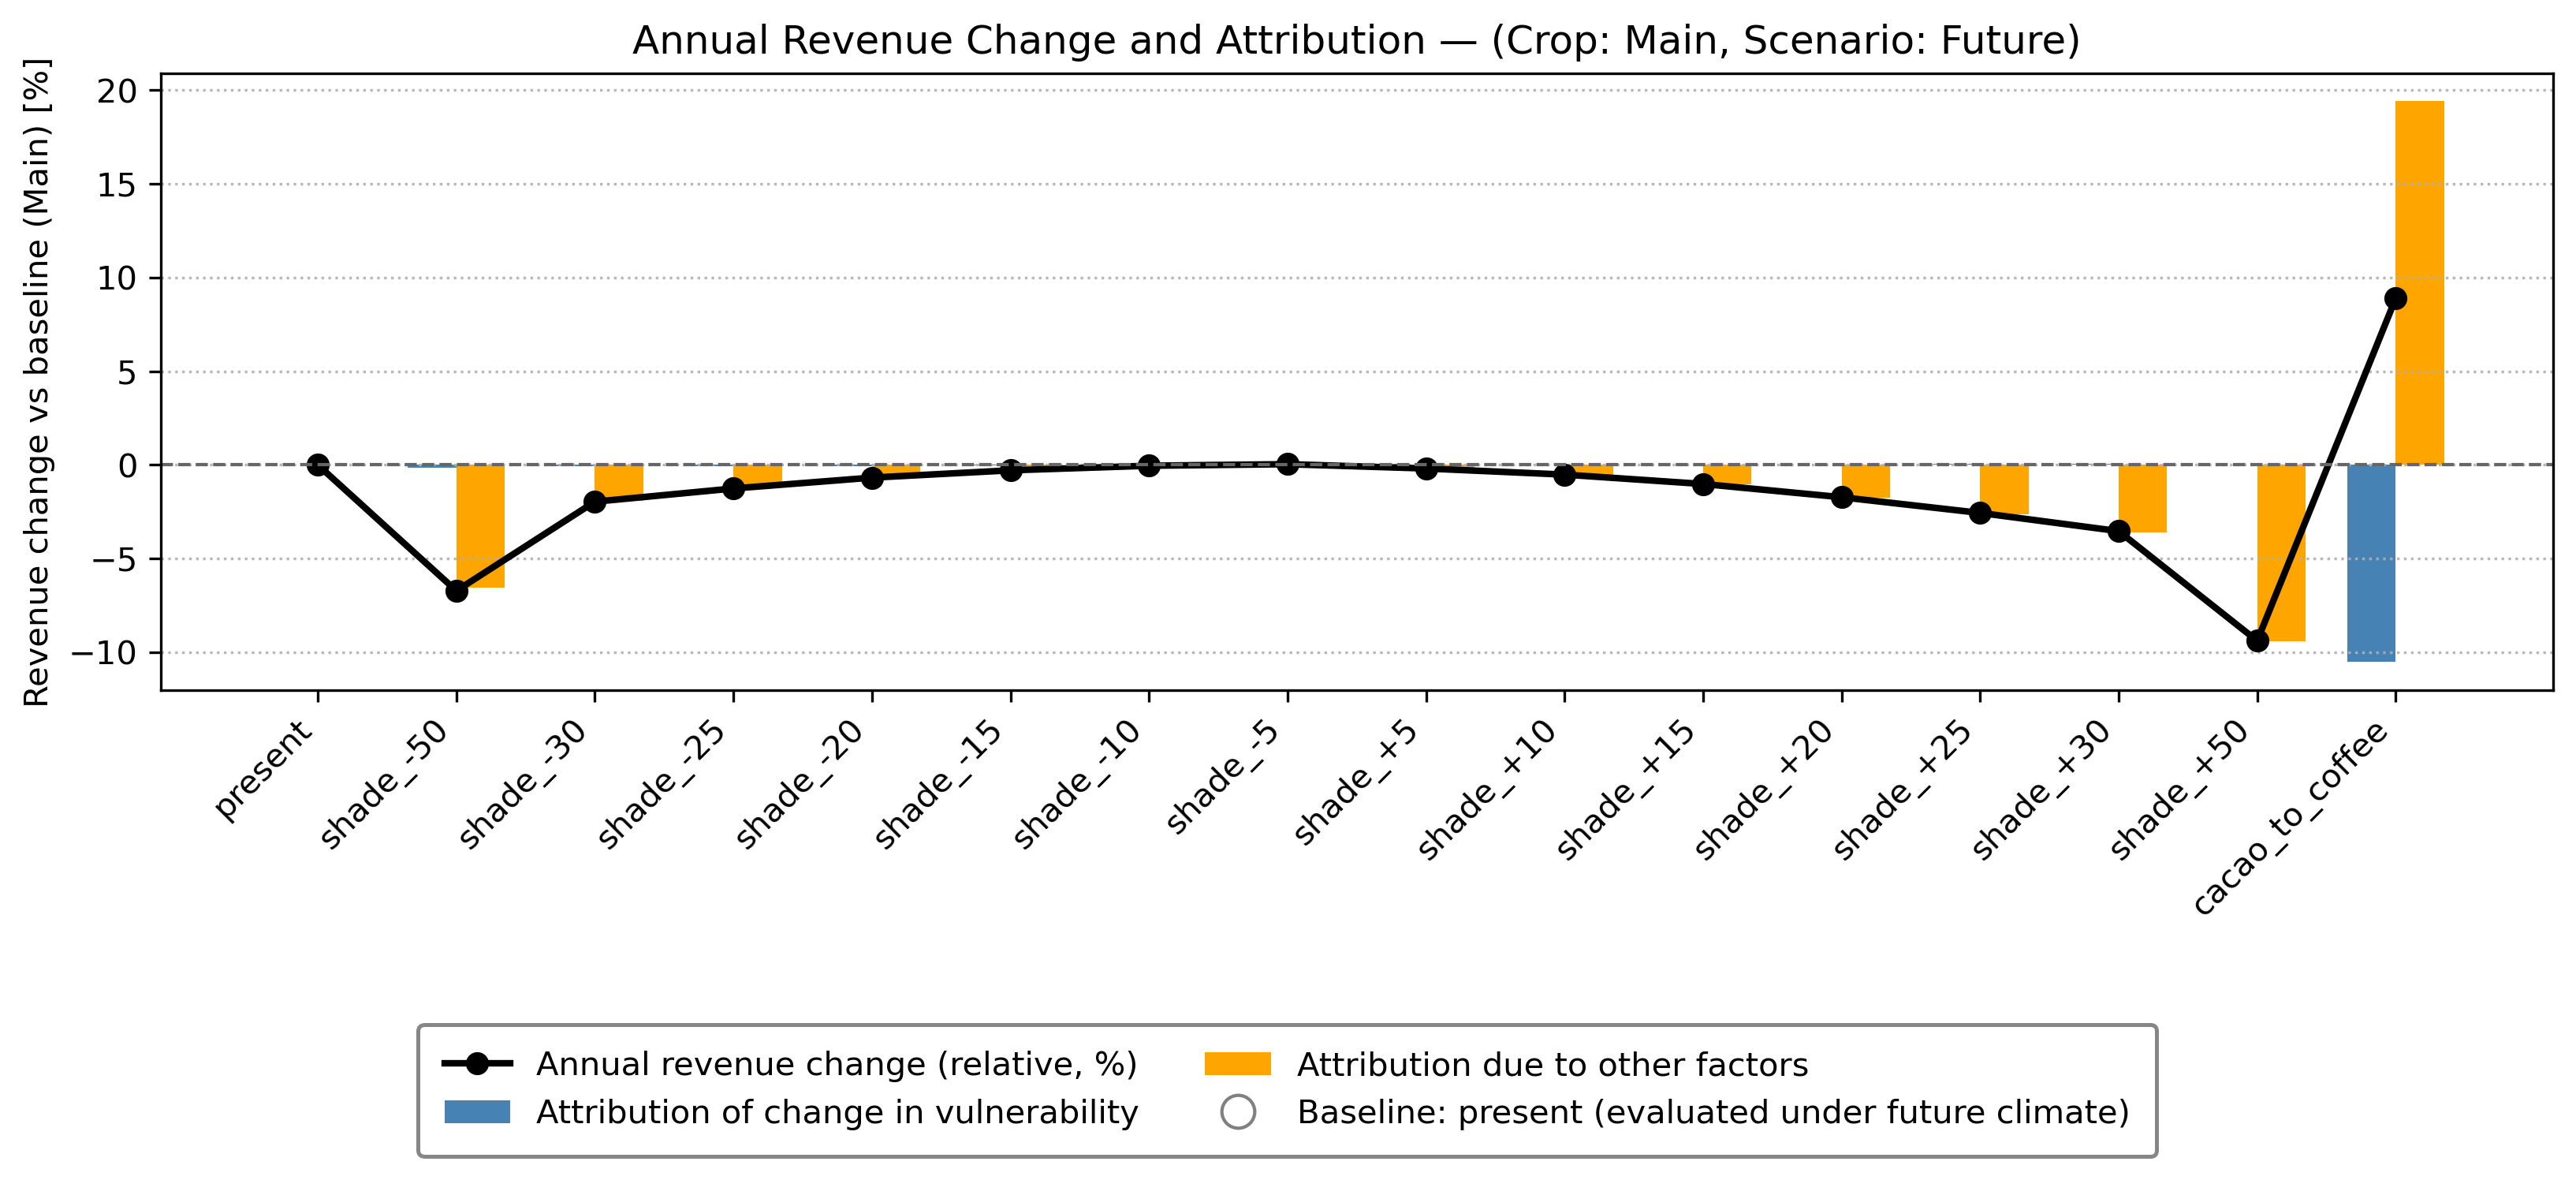 Annual Revenue Change and Attribution — (Crop: Main, Scenario: Future)
Revenue change vs baseline (Main) [%]
20
15
10
5
0
−5
−10
present
shade_-50
shade_-30
shade_-25
shade_-20
shade_-15
shade_-10
shade_-5
shade_+5
shade_+10
shade_+15
shade_+20
shade_+25
shade_+30
shade_+50
cacao_to_coffee
Annual revenue change (relative, %)
Attribution of change in vulnerability
Attribution due to other factors
Baseline: present (evaluated under future climate)